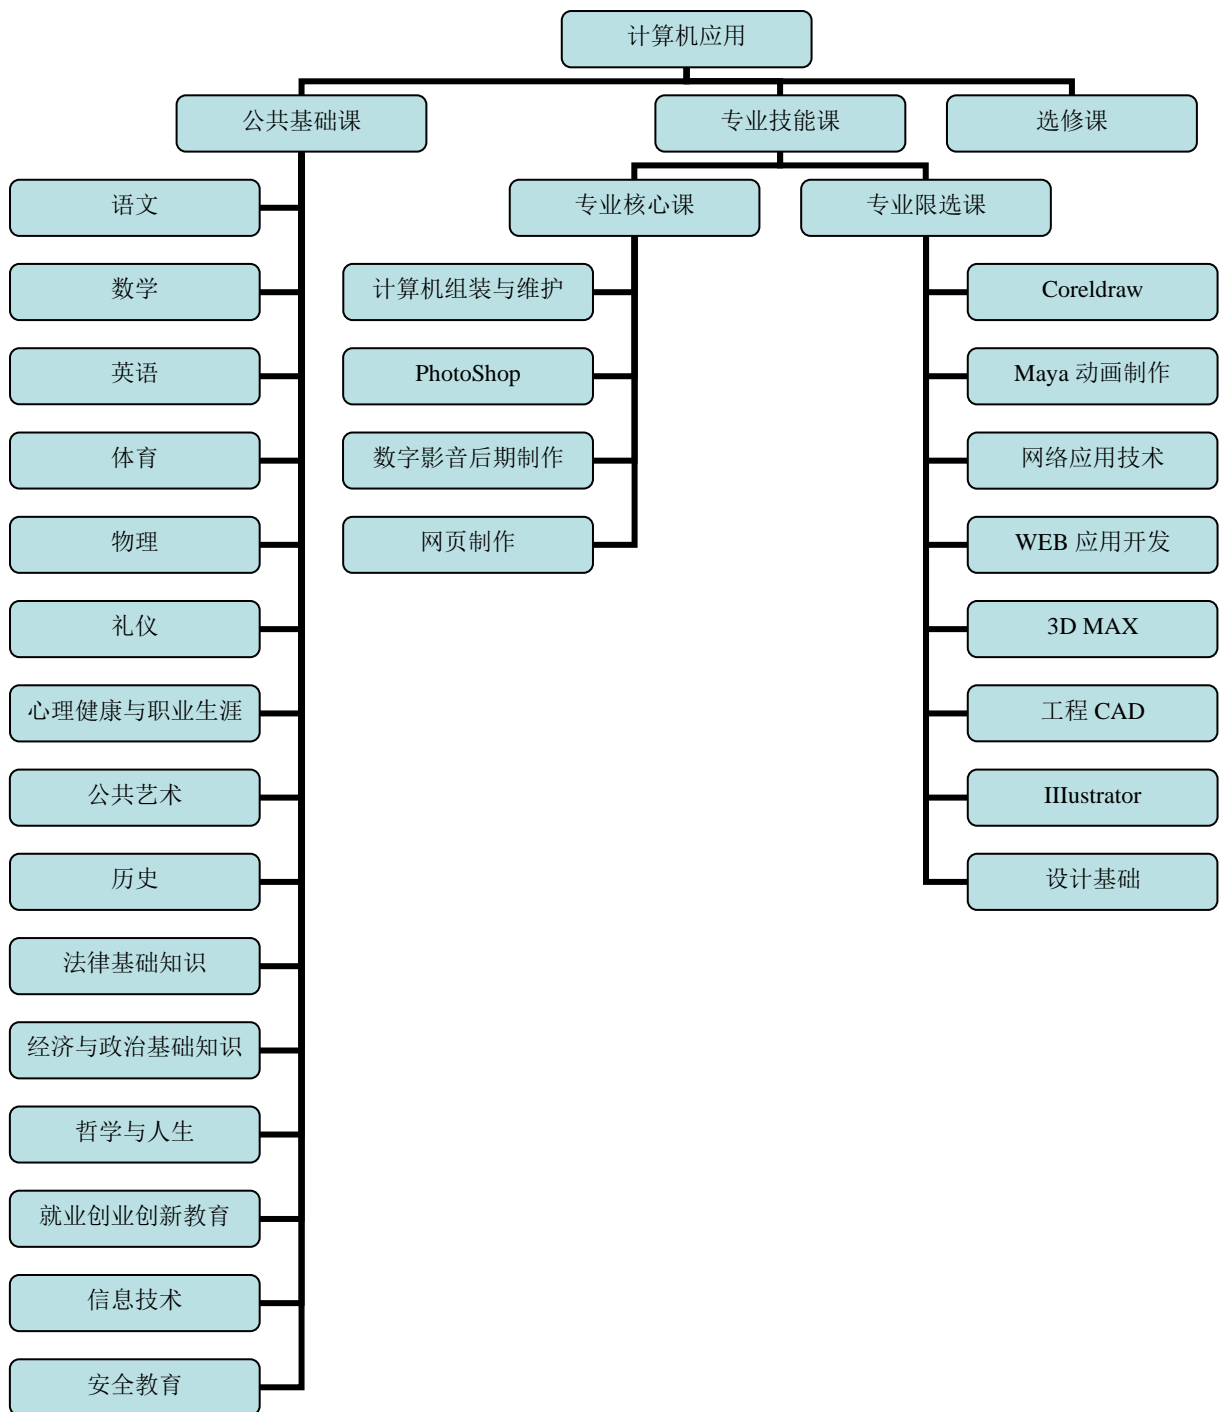 计算机应用
公共基础课
专业技能课
选修课
语文
数学
英语
体育
物理
礼仪
心理健康与职业生涯
公共艺术
历史
法律基础知识
经济与政治基础知识
哲学与人生
就业创业创新教育
信息技术
安全教育
专业核心课
计算机组装与维护
PhotoShop
数字影音后期制作
网页制作
专业限选课
Coreldraw
Maya 动画制作
网络应用技术
WEB 应用开发
3D MAX
工程 CAD
IIIustrator
设计基础